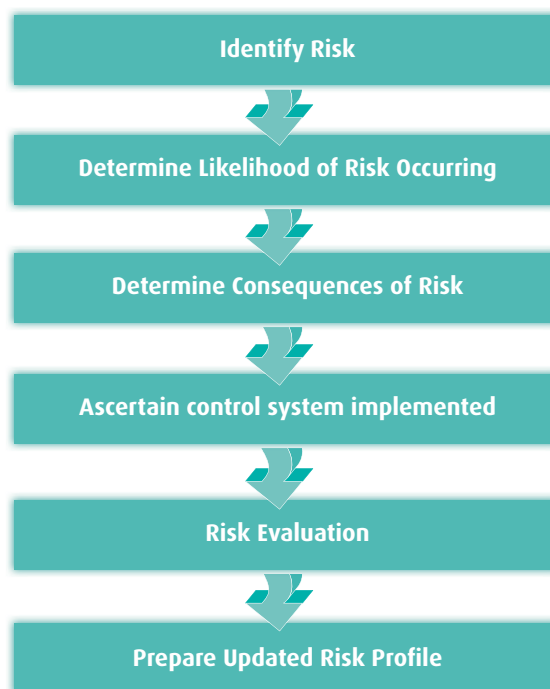 Identify Risk
Determine Likelihood of Risk Occurring
Determine Consequences of Risk
Ascertain control system implemented
Risk Evaluation
Prepare Updated Risk Profile